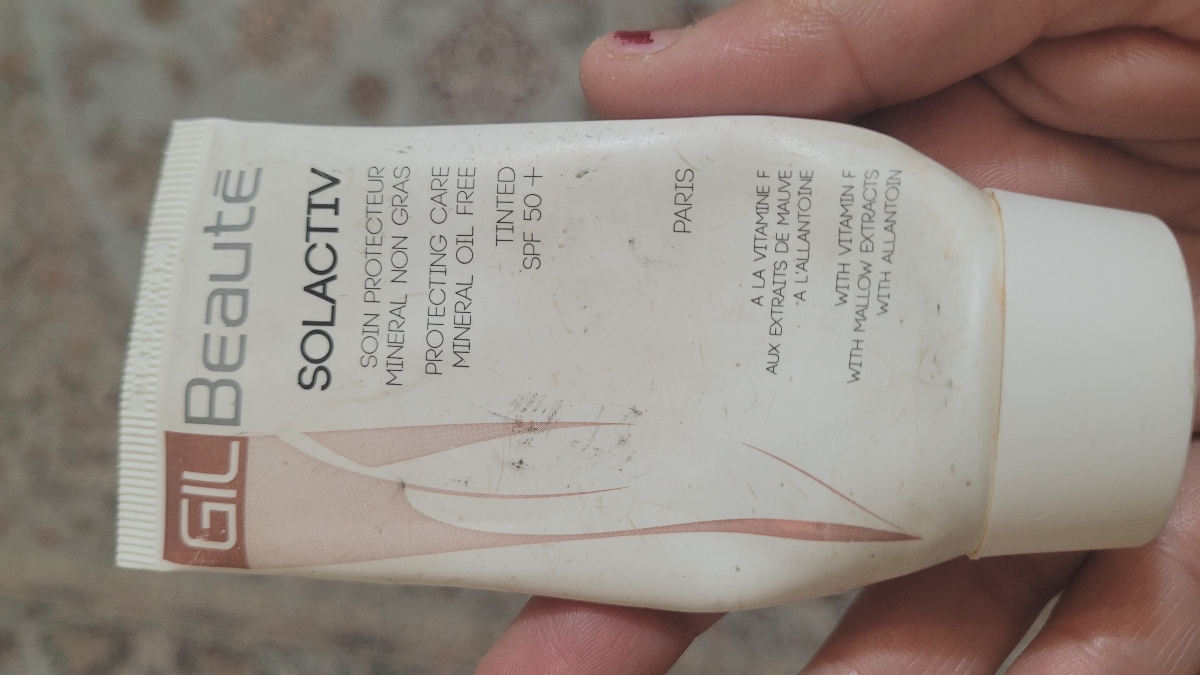 GIL Beautē
SOLACTIV
SOIN PROTECTEUR
MINERAL NON GRAS
PROTECTING CARE
MINERAL OIL FREE
TINTED
SPF 50+
PARIS
A LA VITAMINE F
AUX EXTRAITS DE MAUVE
A L'ALLANTOINE
WITH VITAMIN F
WITH MALLOW EXTRACTS
WITH ALLANTOIN